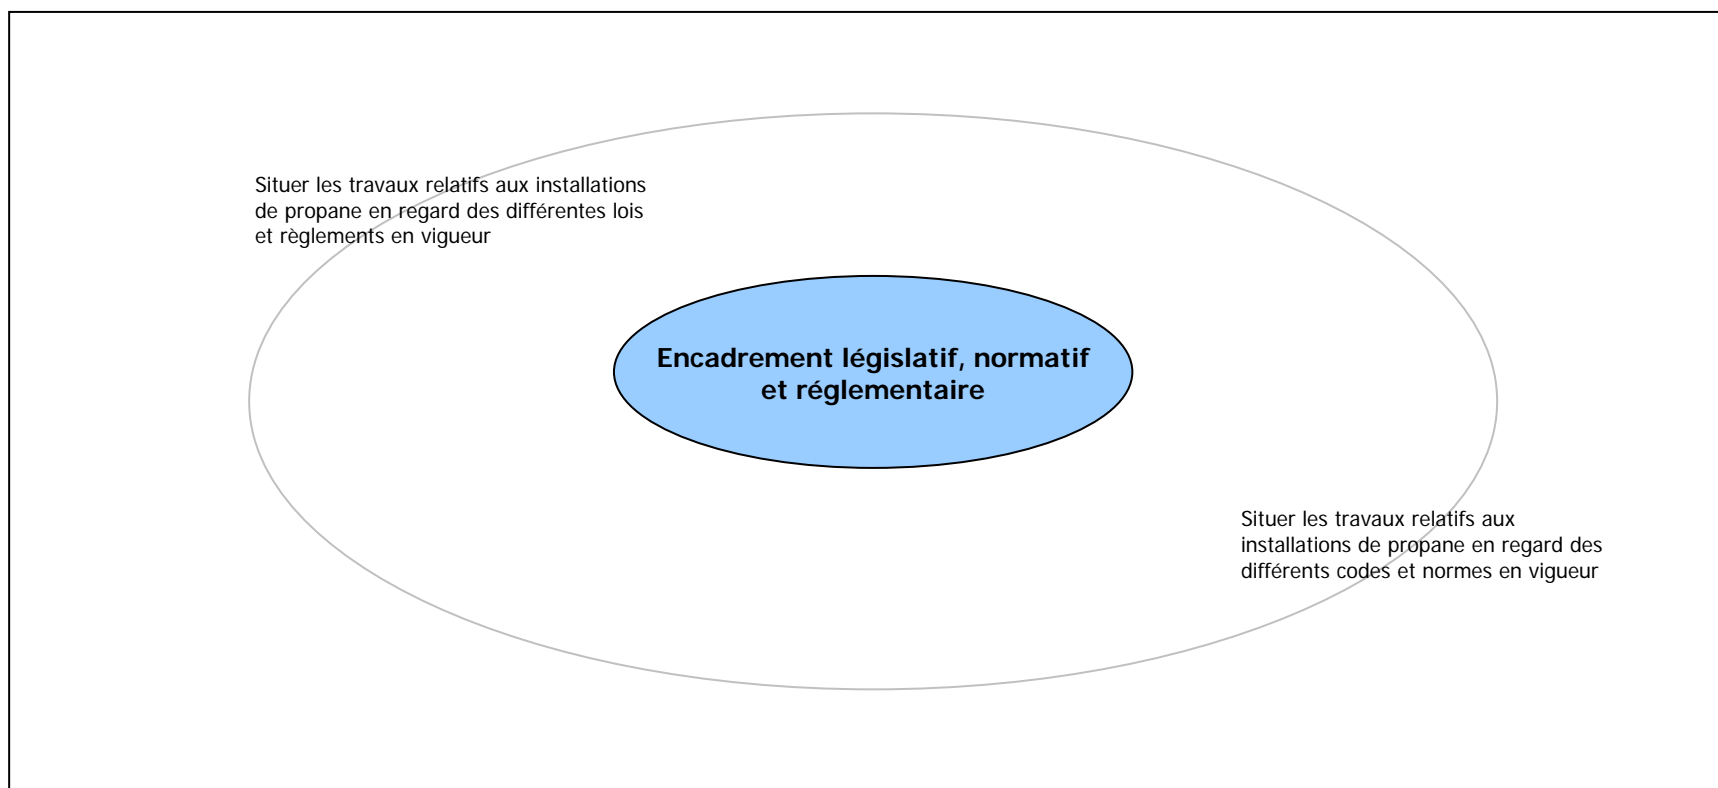 Situer les travaux relatifs aux installations
de propane en regard des différentes lois
et règlements en vigueur
Encadrement législatif, normatif
et réglementaire
Situer les travaux relatifs aux
installations de propane en regard des
différents codes et normes en vigueur